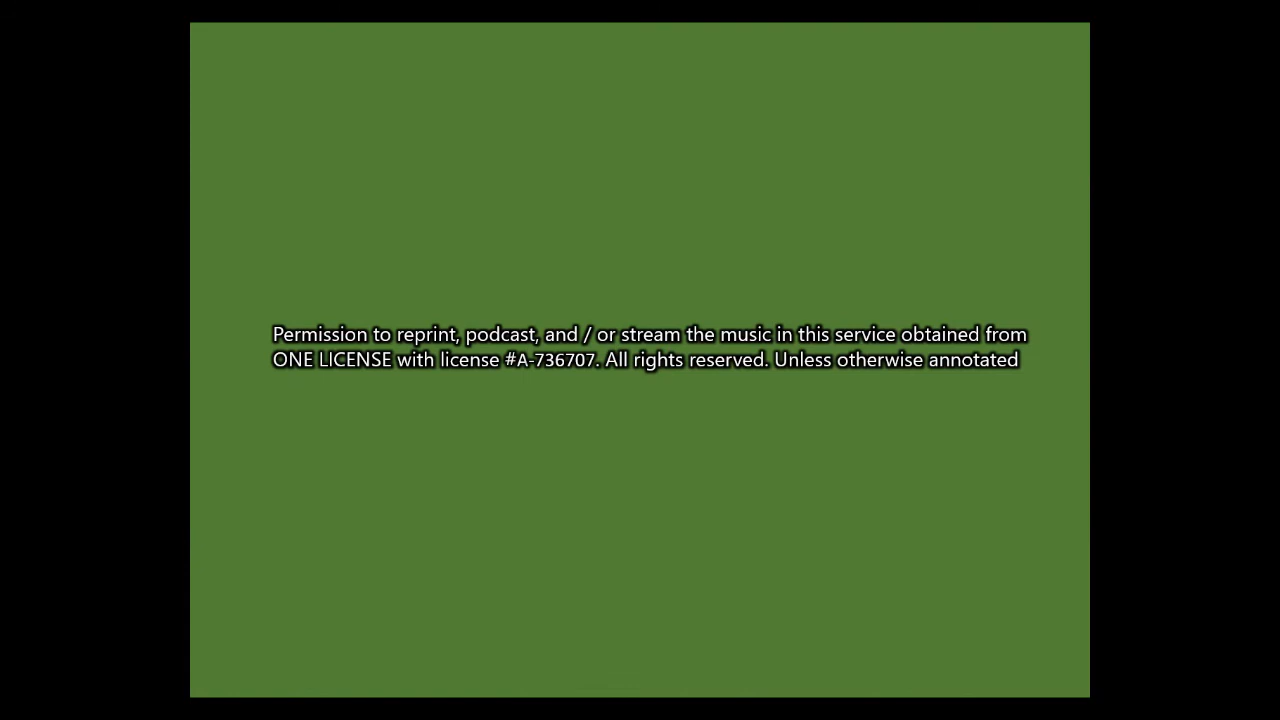 Permission to reprint, podcast, and / or stream the music in this service obtained from
ONE LICENSE with license #A-736707. All rights reserved. Unless otherwise annotated